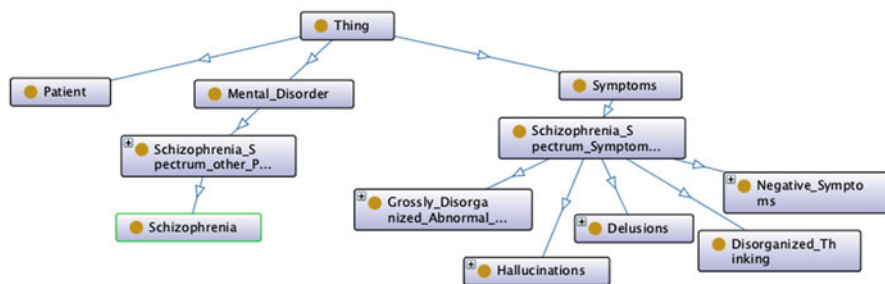 Thing
Patient
Mental_Disorder
Symptoms
Schizophrenia_S
pectrum_other_P...
Schizophrenia_S
pectrum_Symptom...
Schizophrenia
Grossly_Disorga
nized_Abnormal_...
Hallucinations
Delusions
Disorganized_Th
inking
Negative_Sympto
ms